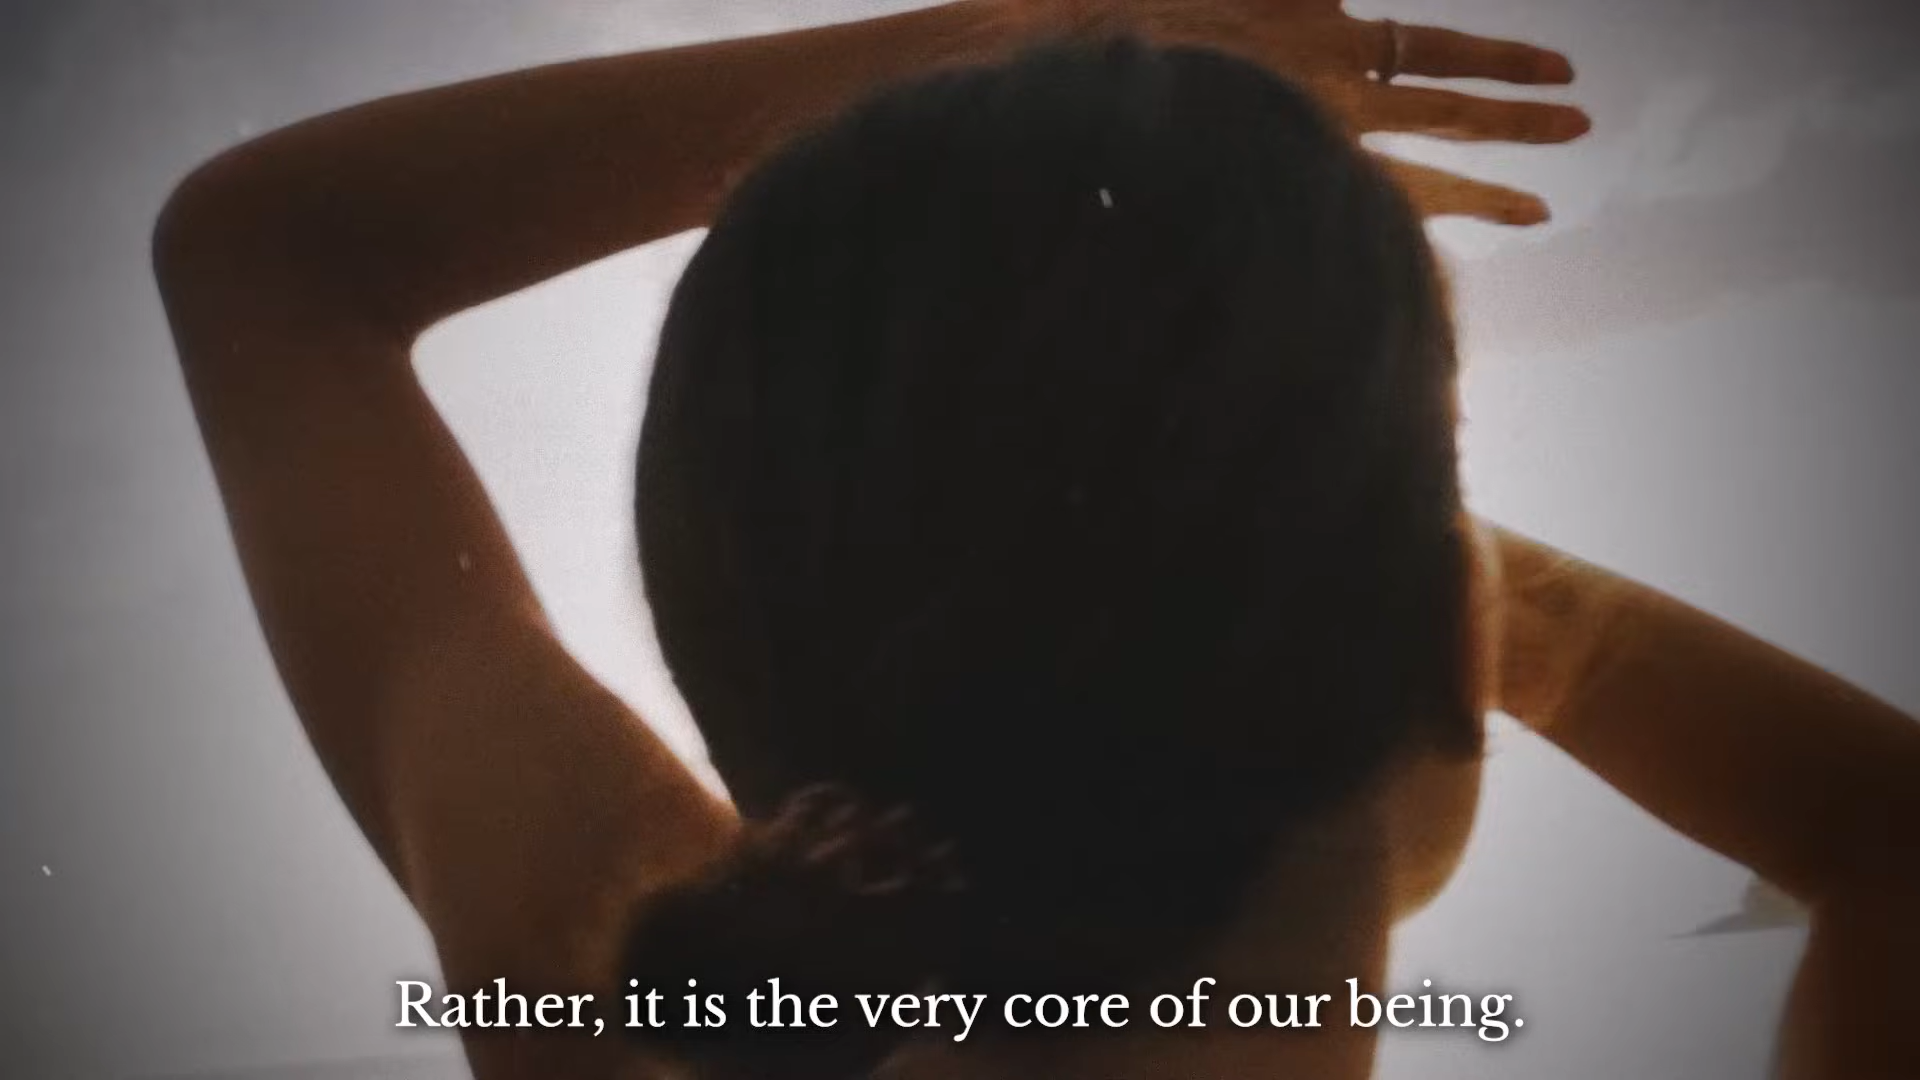 Rather, it is the very core of our being.